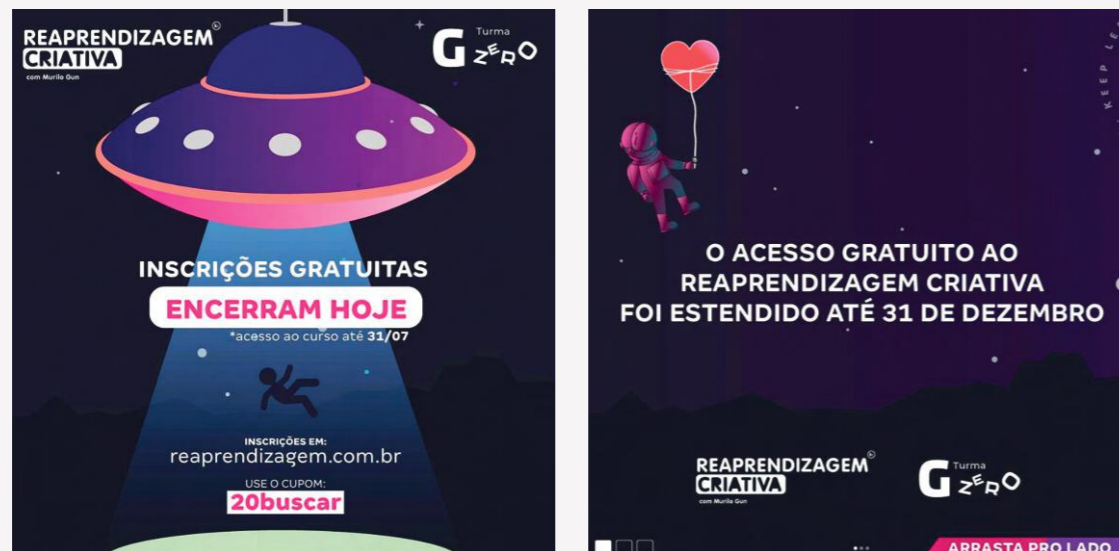 REAPRENDIZAGEM
CRIATIVA
com Murilo Gun
G Turma
ZERO
INSCRIÇÕES GRATUITAS
ENCERRAM HOJE
*acesso ao curso até 31/07
INSCRIÇÕES EM:
reaprendizagem.com.br
USE O CUPOM:
20buscar
KEEP LE
O ACESSO GRATUITO AO
REAPRENDIZAGEM CRIATIVA
FOI ESTENDIDO ATÉ 31 DE DEZEMBRO
REAPRENDIZAGEM
CRIATIVA
com Murilo Gun
G Turma
ZERO
ARRASTA PRO LADO